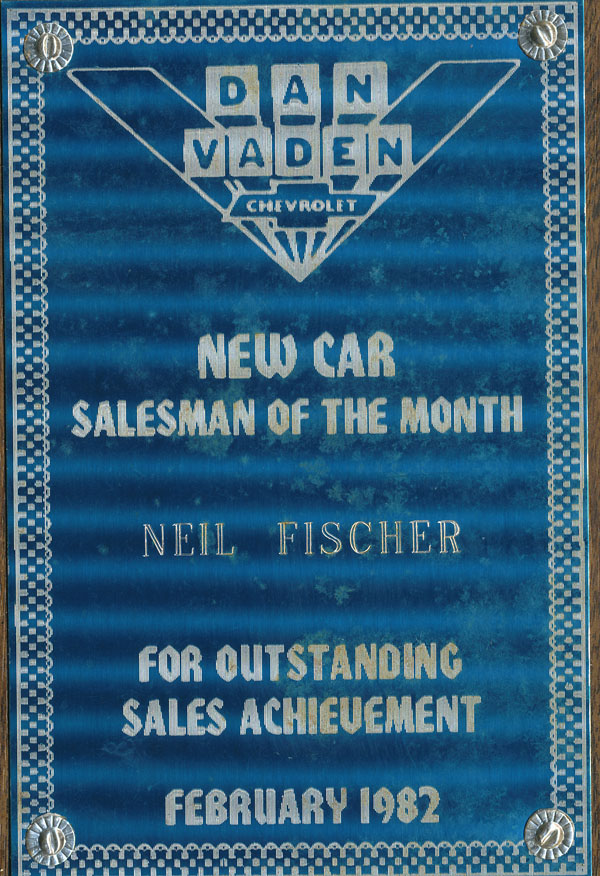 DAN
VADEN
CHEVROLET
NEW CAR
SALESMAN OF THE MONTH
NEIL FISCHER
FOR OUTSTANDING
SALES ACHIEVEMENT
FEBRUARY 1982